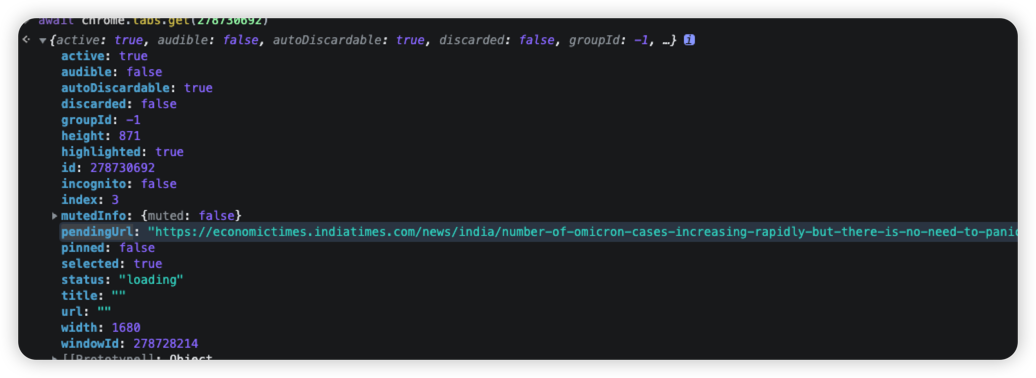 await chrome.tabs.get(278730692)
{active: true, audible: false, autoDiscardable: true, discarded: false, groupId: -1, …}
active: true
audible: false
autoDiscardable: true
discarded: false
groupId: -1
height: 871
highlighted: true
id: 278730692
incognito: false
index: 3
mutedInfo: {muted: false}
pendingUrl: "https://economictimes.indiatimes.com/news/india/number-of-omicron-cases-increasing-rapidly-but-there-is-no-need-to-panic
pinned: false
selected: true
status: "loading"
title: ""
url: ""
width: 1680
windowId: 278728214
[[Prototype]]: Object